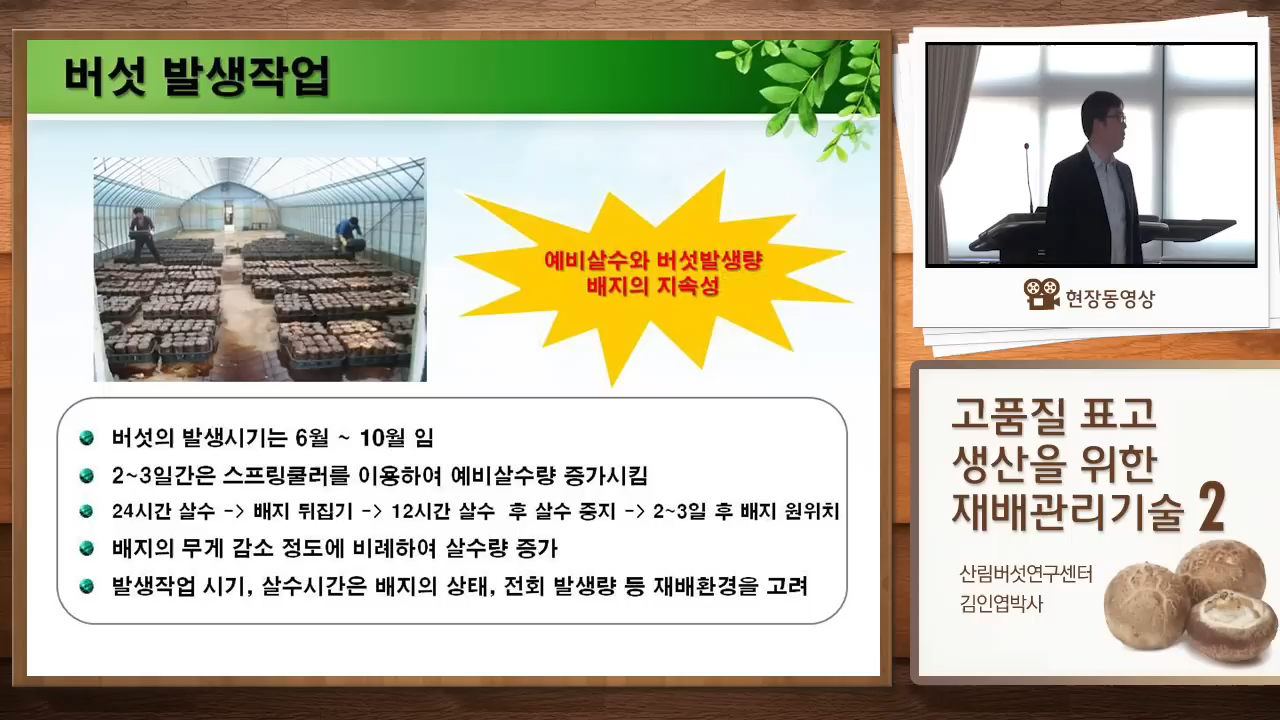 버섯 발생작업
예비살수와 버섯발생량
배지의 지속성
버섯의 발생시기는 6월 ~ 10월 임
2~3일간은 스프링쿨러를 이용하여 예비살수량 증가시킴
24시간 살수 -> 배지 뒤집기 -> 12시간 살수 후 살수 중지 -> 2~3일 후 배지 원위치
배지의 무게 감소 정도에 비례하여 살수량 증가
발생작업 시기, 살수시간은 배지의 상태, 전회 발생량 등 재배환경을 고려
현장동영상
고품질 표고
생산을 위한
재배관리기술 2
산림버섯연구센터
김인엽박사